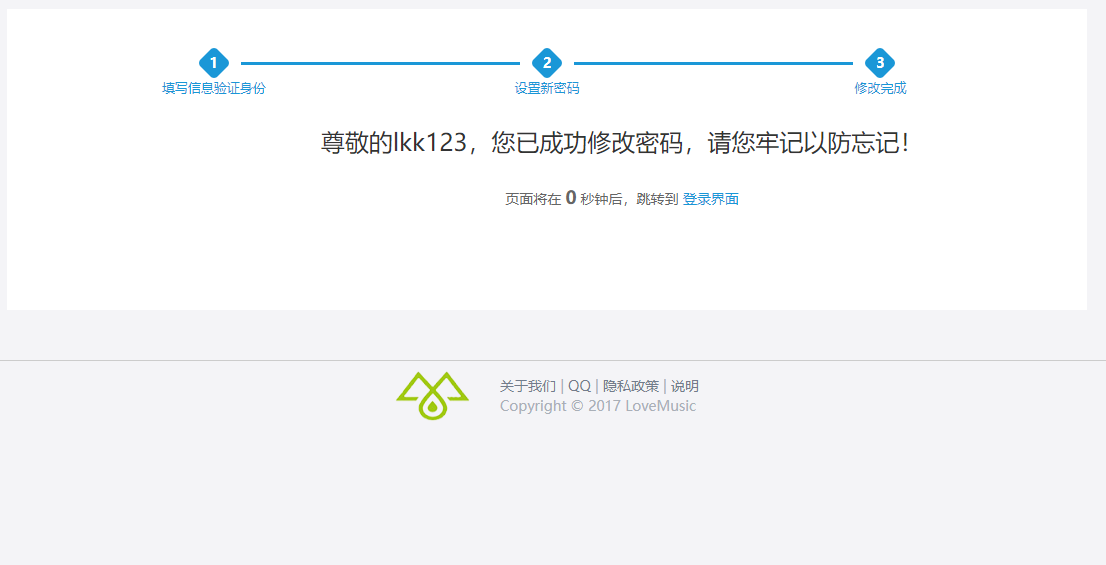 1 2 3
填写信息验证身份 设置新密码 修改完成
尊敬的lkk123，您已成功修改密码，请您牢记以防忘记！
页面将在 0 秒钟后，跳转到 登录界面
关于我们 | QQ | 隐私政策 | 说明
Copyright © 2017 LoveMusic